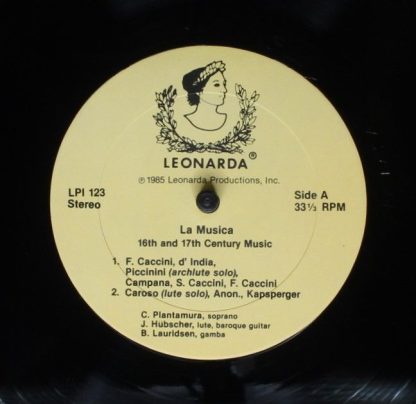 LEONARDA®
℗ 1985 Leonarda Productions, Inc.
LPI 123
Stereo
Side A
33⅓ RPM
La Musica
16th and 17th Century Music
1. F. Caccini, d' India,
Piccinini (archlute solo),
Campana, S. Caccini, F. Caccini
2. Caroso (lute solo), Anon., Kapsperger
C. Plantamura, soprano
J. Hübscher, lute, baroque guitar
B. Lauridsen, gamba